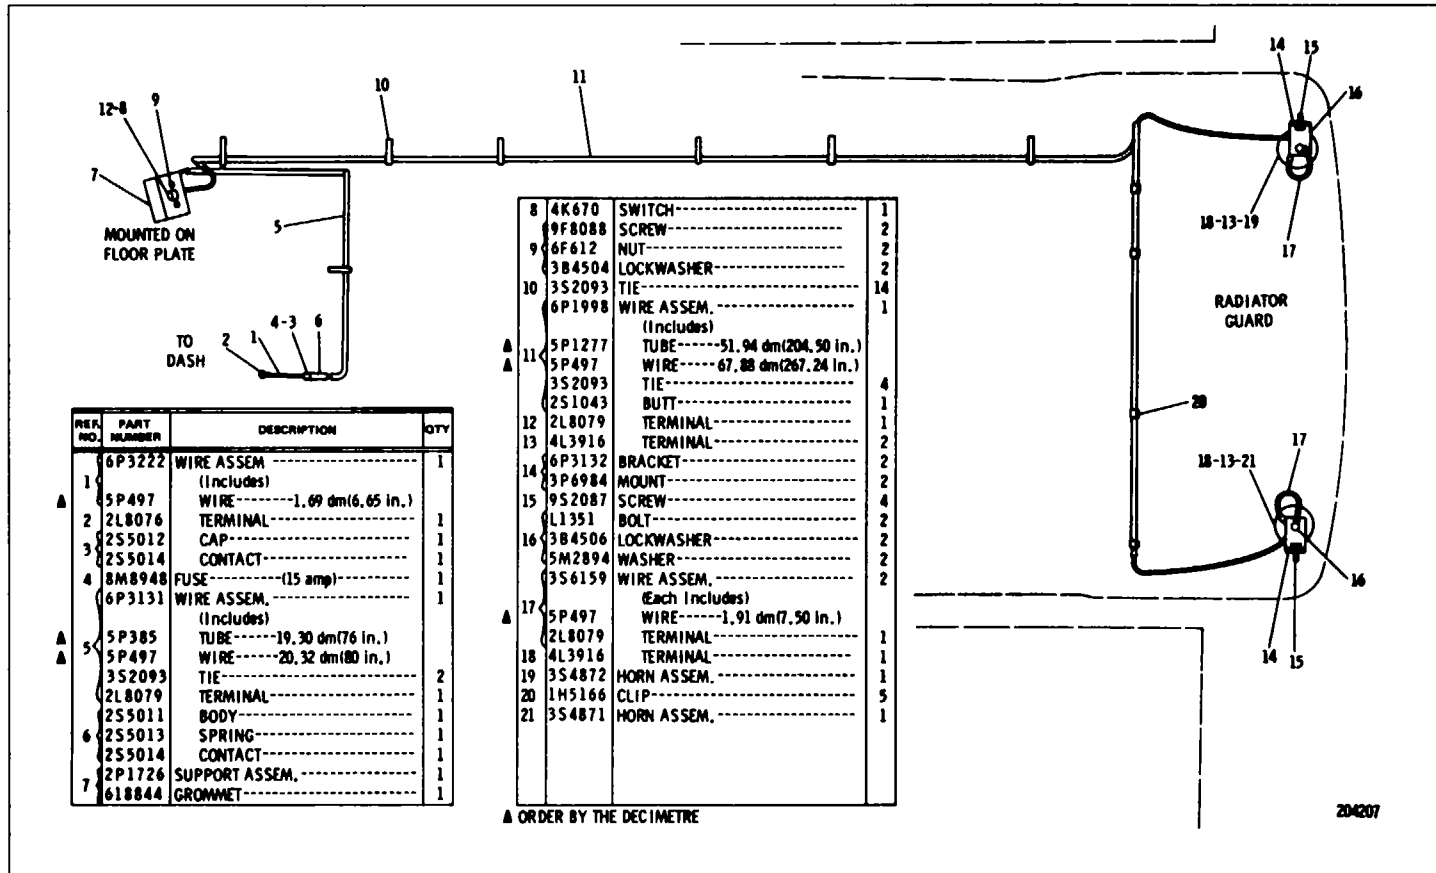 14
15
16
10
11
9
12-8
7
MOUNTED ON
FLOOR PLATE
5
18-13-19
17
RADIATOR
GUARD
4-3
6
2
1
TO
DASH
20
17
18-13-21
16
14
15
REF. NO. PART NUMBER DESCRIPTION QTY
1 6P3222 WIRE ASSEM 1
(Includes)
▲ 5P497 WIRE-------1.69 dm(6.65 in.)
2 2L8076 TERMINAL 1
3 2S5012 CAP 1
2S5014 CONTACT 1
4 8M8948 FUSE (15 amp) 1
5 6P3131 WIRE ASSEM. 1
(Includes)
▲ 5P385 TUBE------19.30 dm(76 in.)
▲ 5P497 WIRE-----20.32 dm(80 in.)
3S2093 TIE 2
2L8079 TERMINAL 1
6 2S5011 BODY 1
2S5013 SPRING 1
2S5014 CONTACT 1
7 2P1726 SUPPORT ASSEM. 1
618844 GROMMET 1
8 4K670 SWITCH 1
9 9F8088 SCREW 2
6F612 NUT 2
3B4504 LOCKWASHER 2
10 3S2093 TIE 14
11 6P1998 WIRE ASSEM. 1
(Includes)
▲ 5P1277 TUBE-----51.94 dm(204.50 in.)
▲ 5P497 WIRE-----67.88 dm(267.24 in.)
3S2093 TIE 4
2S1043 BUTT 1
12 2L8079 TERMINAL 1
13 4L3916 TERMINAL 2
14 6P3132 BRACKET 2
3P6984 MOUNT 2
15 9S2087 SCREW 4
16 L1351 BOLT 2
3B4506 LOCKWASHER 2
5M2894 WASHER 2
17 3S6159 WIRE ASSEM. 2
(Each Includes)
▲ 5P497 WIRE------1.91 dm(7.50 in.)
2L8079 TERMINAL 1
18 4L3916 TERMINAL 1
19 3S4872 HORN ASSEM. 1
20 1H5166 CLIP 5
21 3S4871 HORN ASSEM. 1
▲ ORDER BY THE DECIMETRE
204207